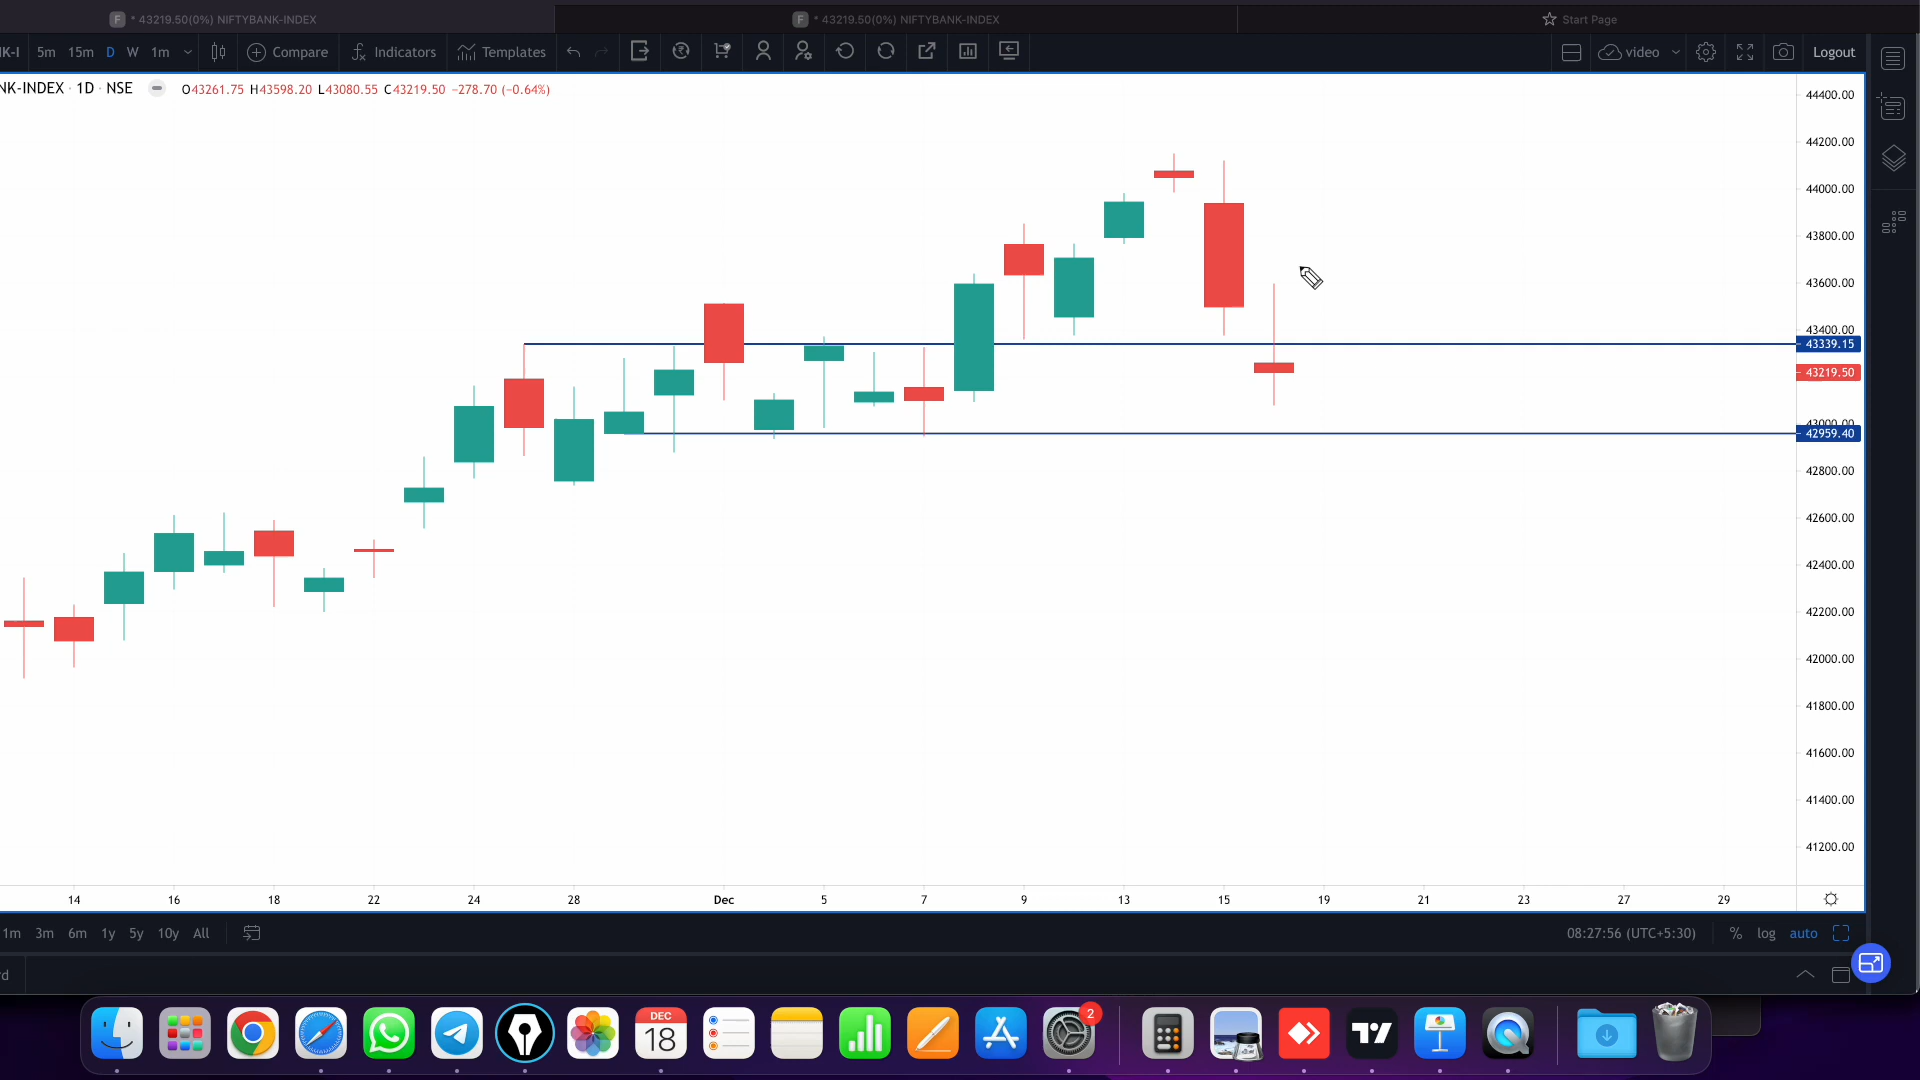 F * 43219.50(0%) NIFTYBANK-INDEX
F * 43219.50(0%) NIFTYBANK-INDEX
Start Page
NK-I 5m 15m D W 1m Compare Indicators Templates video Logout
NK-INDEX · 1D · NSE O43261.75 H43598.20 L43080.55 C43219.50 −278.70 (−0.64%)
44400.00
44200.00
44000.00
43800.00
43600.00
43400.00
43339.15
43219.50
43000.00
42959.40
42800.00
42600.00
42400.00
42200.00
42000.00
41800.00
41600.00
41400.00
41200.00
14 16 18 22 24 28 Dec 5 7 9 13 15 19 21 23 27 29
1m 3m 6m 1y 5y 10y All 08:27:56 (UTC+5:30) % log auto
d
DEC
18
2